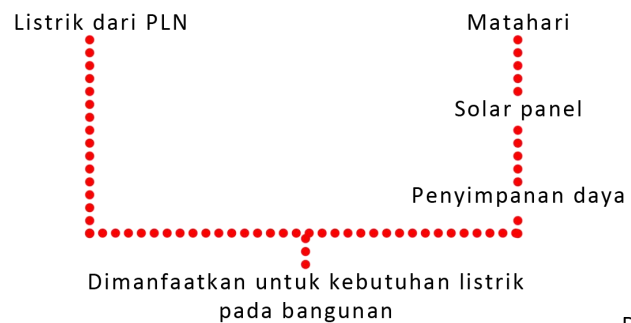 Listrik dari PLN
Matahari
Solar panel
Penyimpanan daya
Dimanfaatkan untuk kebutuhan listrik
pada bangunan